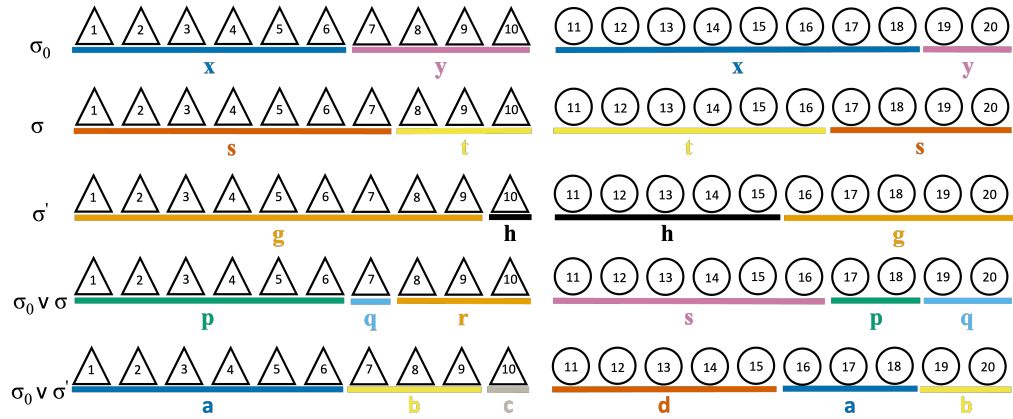 σ₀ 1 2 3 4 5 6 7 8 9 10 11 12 13 14 15 16 17 18 19 20
x y x y
σ 1 2 3 4 5 6 7 8 9 10 11 12 13 14 15 16 17 18 19 20
s t t s
σ' 1 2 3 4 5 6 7 8 9 10 11 12 13 14 15 16 17 18 19 20
g h h g
σ₀ ∨ σ 1 2 3 4 5 6 7 8 9 10 11 12 13 14 15 16 17 18 19 20
p q r s p q
σ₀ ∨ σ' 1 2 3 4 5 6 7 8 9 10 11 12 13 14 15 16 17 18 19 20
a b c d a b